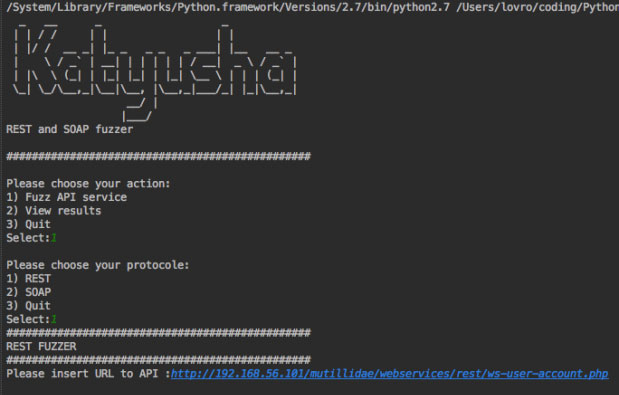 /System/Library/Frameworks/Python.framework/Versions/2.7/bin/python2.7 /Users/lovro/coding/Python
Katyusha
REST and SOAP fuzzer
################################################
Please choose your action:
1) Fuzz API service
2) View results
3) Quit
Select:1
Please choose your protocole:
1) REST
2) SOAP
3) Quit
Select:1
################################################
REST FUZZER
################################################
Please insert URL to API :http://192.168.56.101/mutillidae/webservices/rest/ws-user-account.php